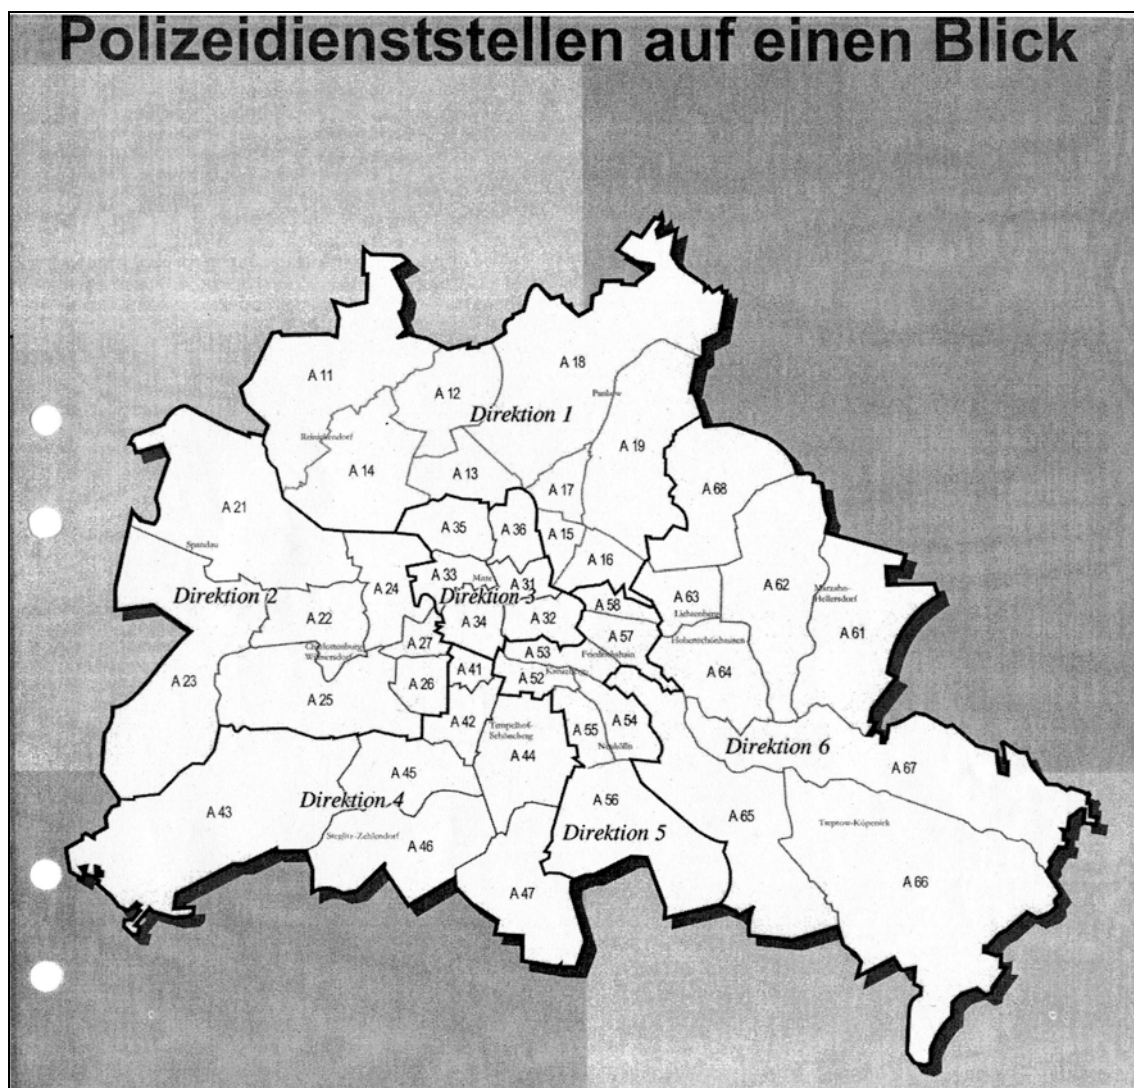 Polizeidienststellen auf einen Blick
A 11
A 18
A 12
Pankow
Direktion 1
Reinickendorf
A 19
A 14
A 13
A 17
A 68
A 21
A 35
A 36
A 15
Spandau
A 16
A 33
Mitte
A 31
A 24
A 62
Marzahn-
Hellersdorf
Direktion 2
Direktion 3
A 58
A 63
Lichtenberg
A 22
A 34
A 32
A 57
Hohenschönhausen
A 61
Charlottenburg
Wilmersdorf
A 27
A 53
Friedrichshain
A 64
A 41
A 52
Kreuzberg
A 23
A 26
A 25
A 42
Tempelhof-
Schöneberg
A 55
A 54
Neukölln
Direktion 6
A 44
A 67
A 45
Direktion 4
A 56
A 43
A 65
Treptow-Köpenick
Steglitz-Zehlendorf
A 46
Direktion 5
A 47
A 66